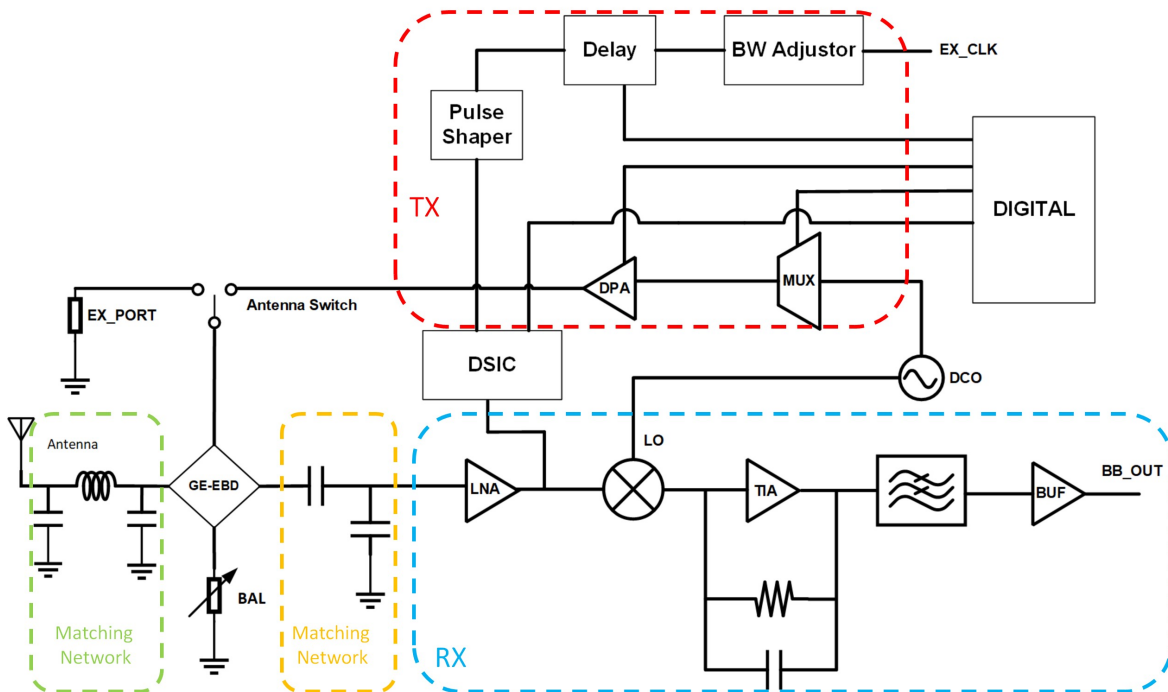 Delay
BW Adjustor
EX_CLK
Pulse
Shaper
TX
DIGITAL
MUX
DPA
Antenna Switch
EX_PORT
DSIC
DCO
Antenna
LO
GE-EBD
LNA
TIA
BUF
BB_OUT
BAL
Matching
Network
Matching
Network
RX